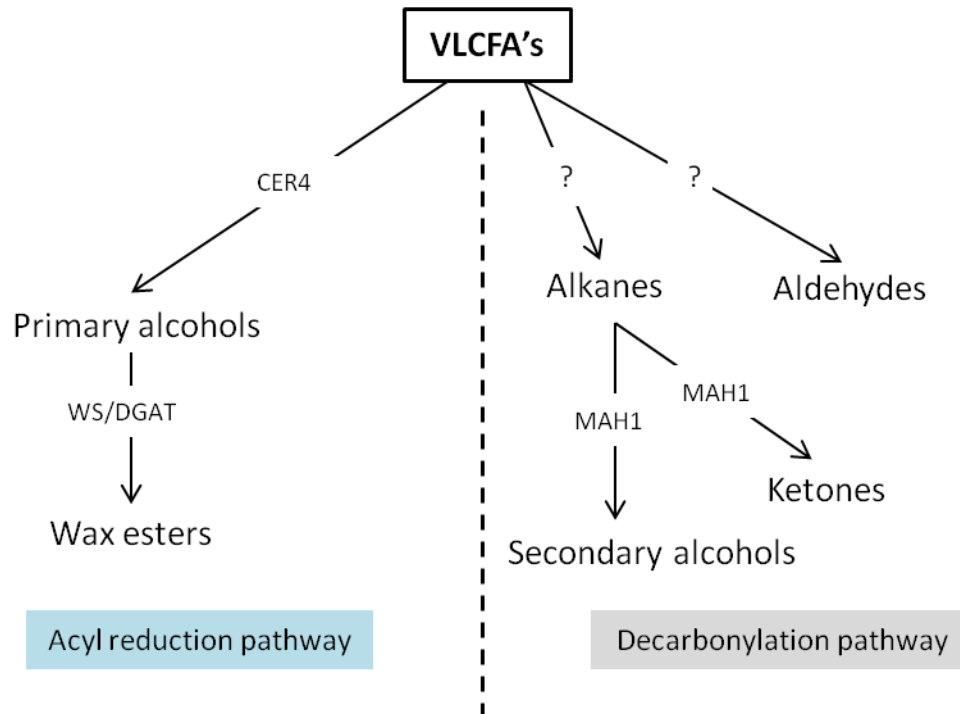 VLCFA's
CER4
?
?
Alkanes
Aldehydes
Primary alcohols
MAH1
WS/DGAT
MAH1
Ketones
Wax esters
Secondary alcohols
Acyl reduction pathway
Decarbonylation pathway